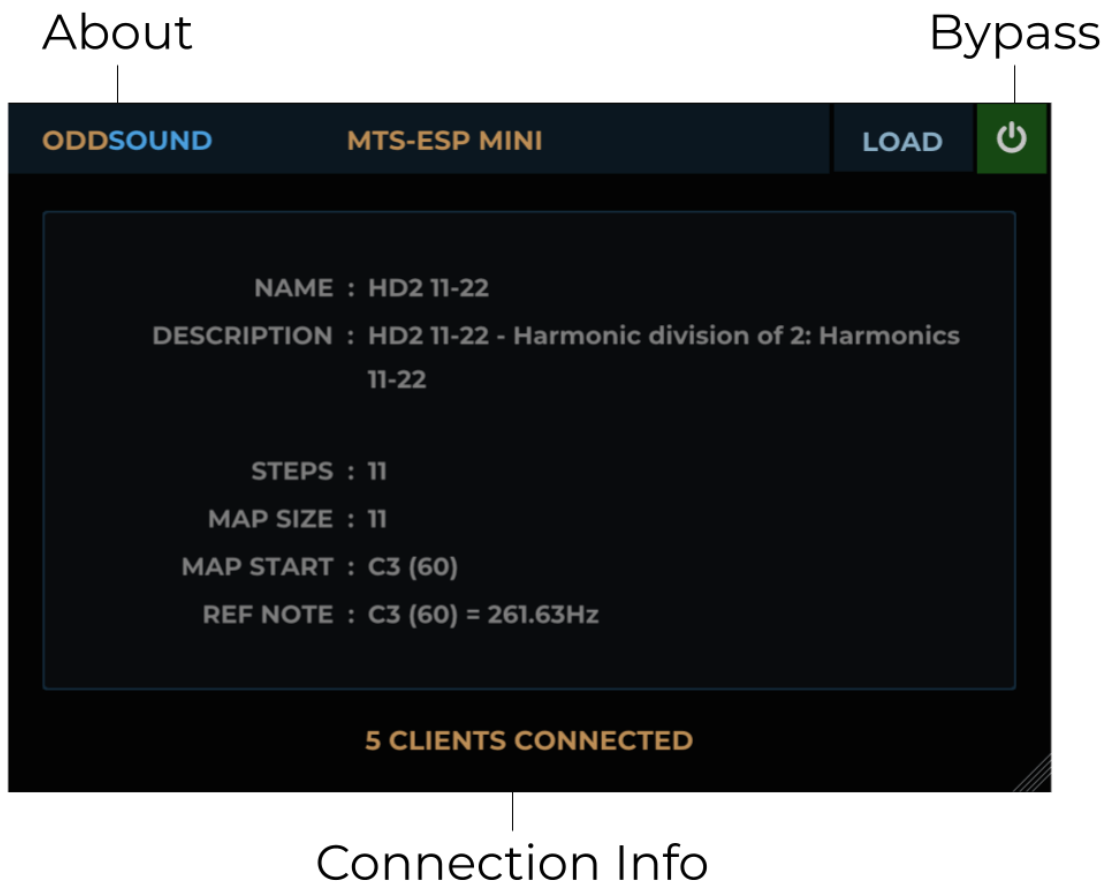 About Bypass
ODDSOUND MTS-ESP MINI LOAD
NAME : HD2 11-22
DESCRIPTION : HD2 11-22 - Harmonic division of 2: Harmonics
11-22
STEPS : 11
MAP SIZE : 11
MAP START : C3 (60)
REF NOTE : C3 (60) = 261.63Hz
5 CLIENTS CONNECTED
Connection Info